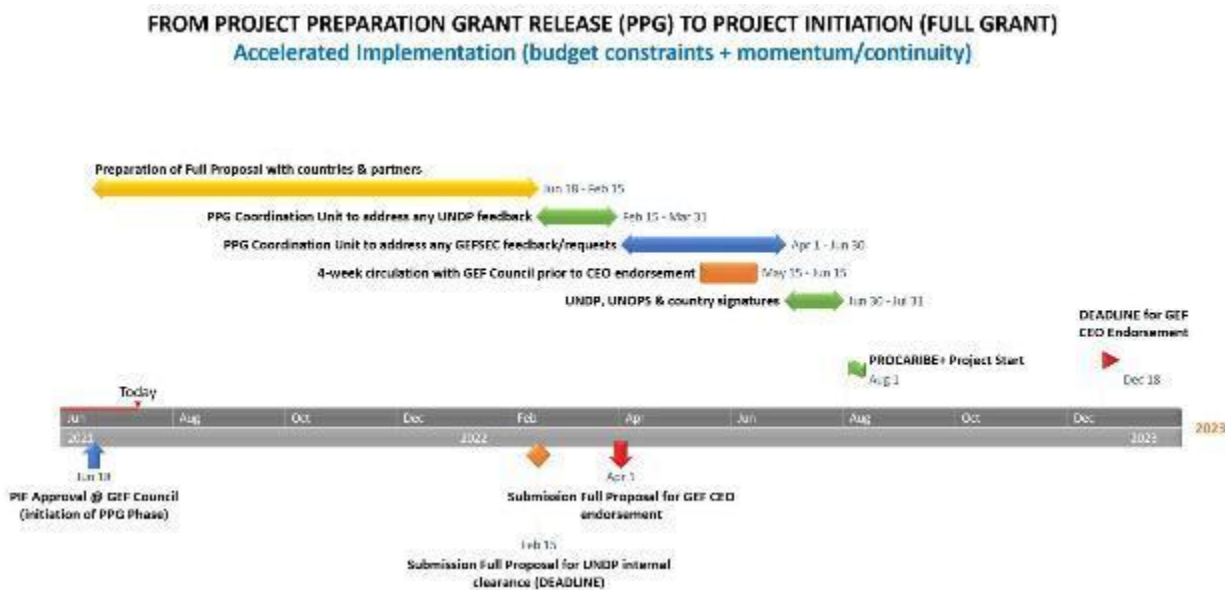 FROM PROJECT PREPARATION GRANT RELEASE (PPG) TO PROJECT INITIATION (FULL GRANT)
Accelerated Implementation (budget constraints + momentum/continuity)
Preparation of Full Proposal with countries & partners
Jun 18 - Feb 15
PPG Coordination Unit to address any UNDP feedback
Feb 15 - Mar 31
PPG Coordination Unit to address any GEFSEC feedback/requests
Apr 1 - Jun 30
4-week circulation with GEF Council prior to CEO endorsement
May 15 - Jun 15
UNDP, UNOPS & country signatures
Jun 30 - Jul 31
DEADLINE for GEF
CEO Endorsement
PROCARIBE+ Project Start
Aug 1
Dec 18
Today
Jun Aug Oct Dec Feb Apr Jun Aug Oct Dec
2021 2022 2023
2023
Jun 18
PIF Approval @ GEF Council
(initiation of PPG Phase)
Apr 1
Submission Full Proposal for GEF CEO
endorsement
Feb 15
Submission Full Proposal for UNDP internal
clearance (DEADLINE)